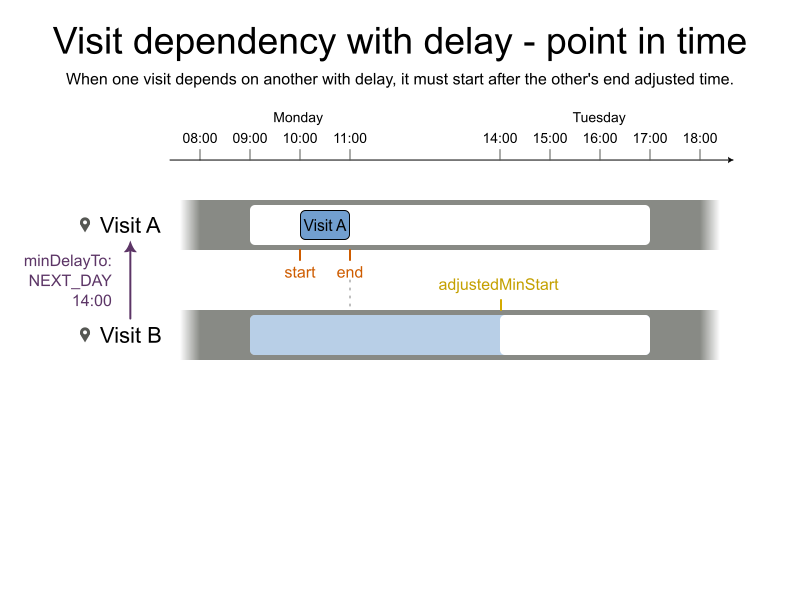 Visit dependency with delay - point in time
When one visit depends on another with delay, it must start after the other's end adjusted time.
Monday Tuesday
08:00 09:00 10:00 11:00 14:00 15:00 16:00 17:00 18:00
Visit A Visit A
minDelayTo:
NEXT_DAY
14:00
start end
adjustedMinStart
Visit B